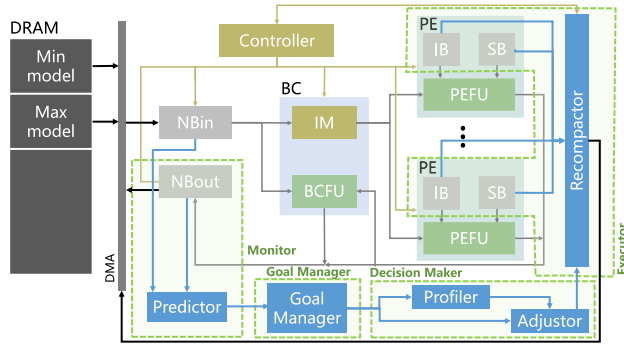 DRAM
Min
model
Max
model
DMA
Controller
NBin
NBout
BC
IM
BCFU
PE
IB
SB
PEFU
PE
IB
SB
PEFU
Recompactor
Executor
Monitor
Goal Manager
Decision Maker
Predictor
Goal
Manager
Profiler
Adjustor